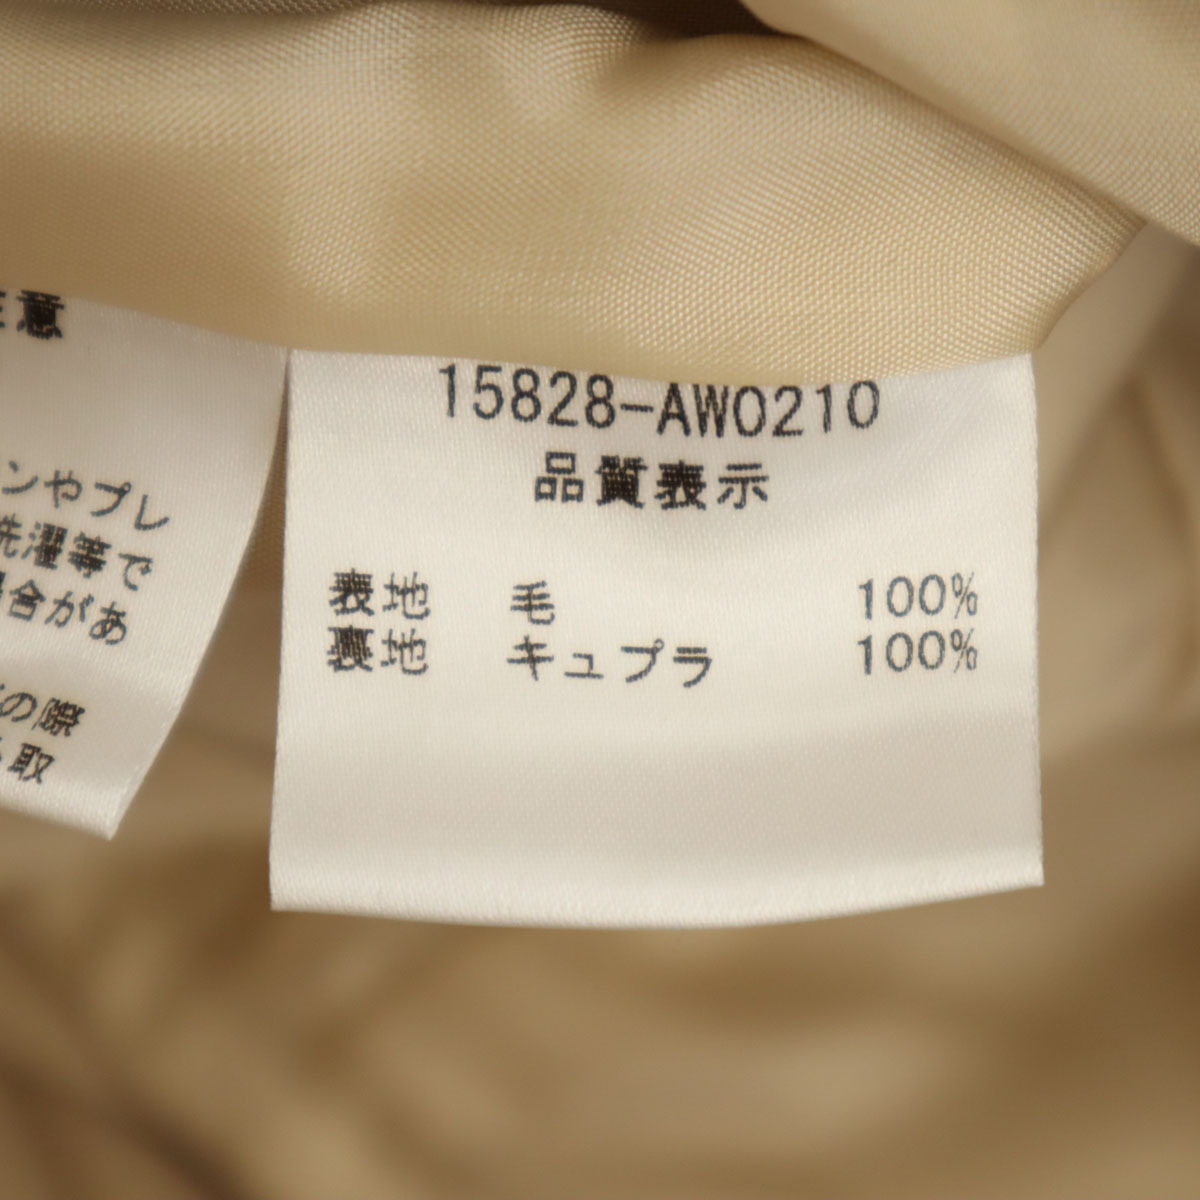 意
ンやプレ
洗濯等で
場合があ
の際
取
15828-AW0210
品質表示
表地 毛 100%
裏地 キュプラ 100%